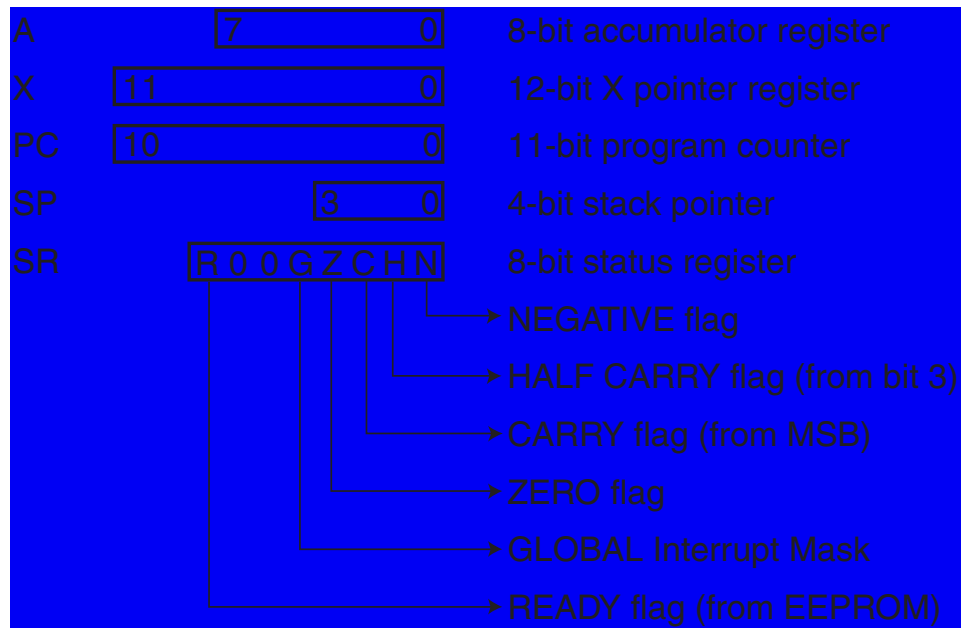 A 7 0 8-bit accumulator register
X 11 0 12-bit X pointer register
PC 10 0 11-bit program counter
SP 3 0 4-bit stack pointer
SR R 0 0 G Z C H N 8-bit status register
NEGATIVE flag
HALF CARRY flag (from bit 3)
CARRY flag (from MSB)
ZERO flag
GLOBAL Interrupt Mask
READY flag (from EEPROM)